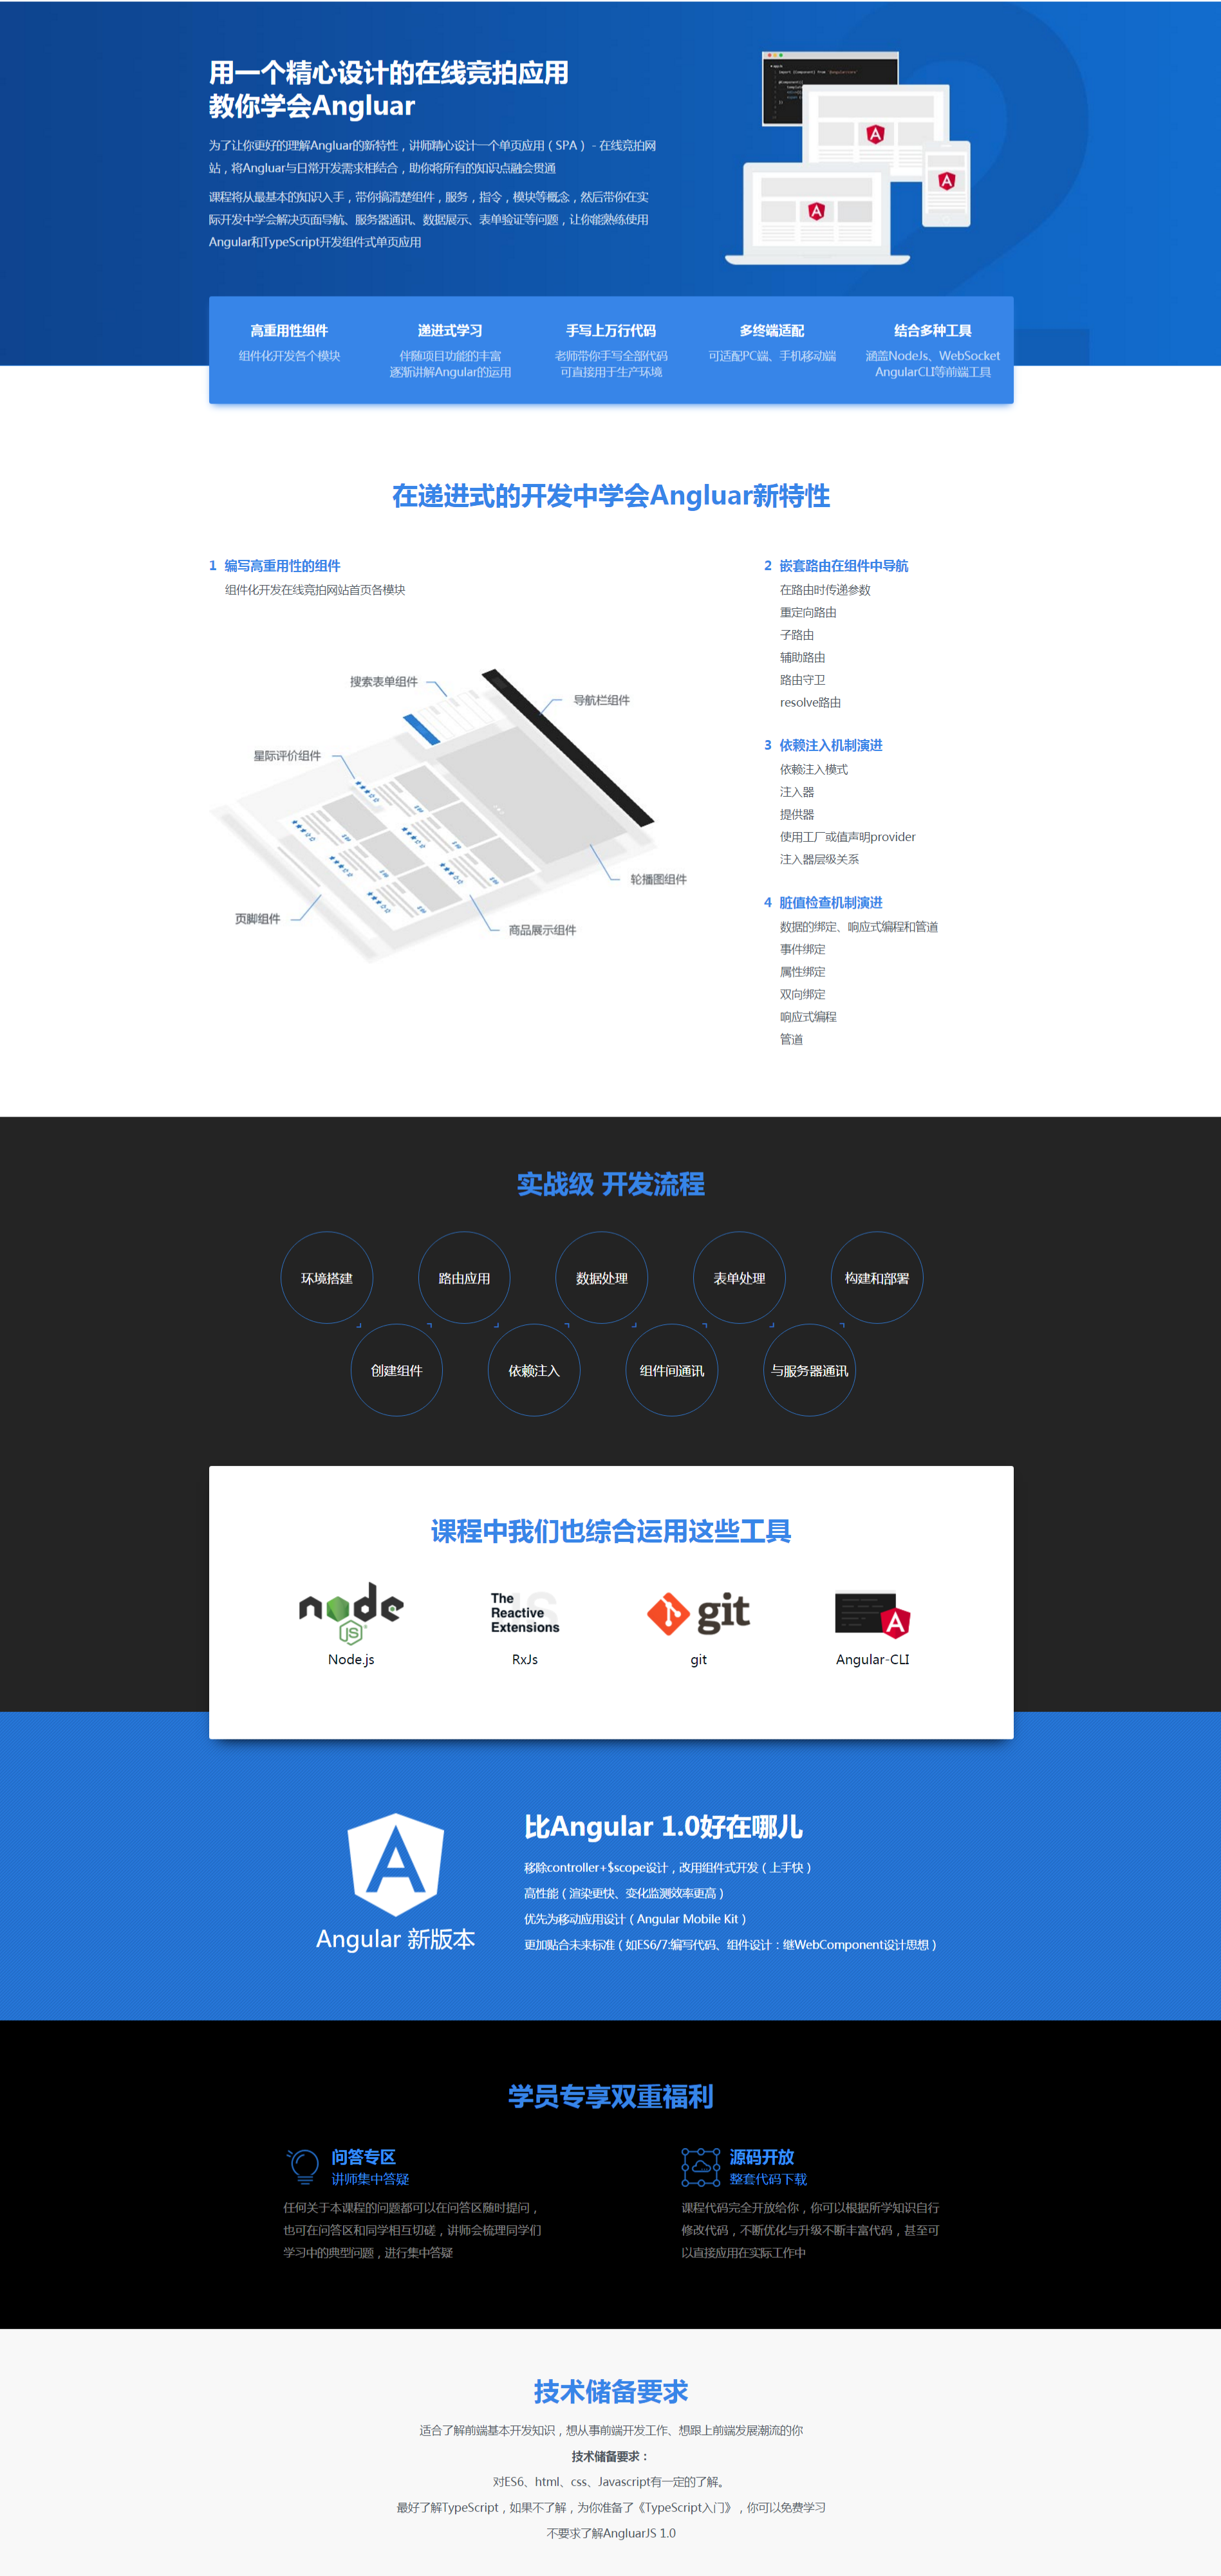 用一个精心设计的在线竞拍应用
教你学会Angluar
为了让你更好的理解Angluar的新特性，讲师精心设计一个单页应用（SPA）- 在线竞拍网
站，将Angluar与日常开发需求相结合，助你将所有的知识点融会贯通
课程将从最基本的知识入手，带你搞清楚组件，服务，指令，模块等概念，然后带你在实
际开发中学会解决页面导航、服务器通讯、数据展示、表单验证等问题，让你能熟练使用
Angular和TypeScript开发组件式单页应用
高重用性组件
组件化开发各个模块
递进式学习
伴随项目功能的丰富
逐渐讲解Angular的运用
手写上万行代码
老师带你手写全部代码
可直接用于生产环境
多终端适配
可适配PC端、手机移动端
结合多种工具
涵盖NodeJs、WebSocket
AngularCLI等前端工具
在递进式的开发中学会Angluar新特性
1 编写高重用性的组件
组件化开发在线竞拍网站首页各模块
搜索表单组件
导航栏组件
星际评价组件
轮播图组件
页脚组件
商品展示组件
2 嵌套路由在组件中导航
在路由时传递参数
重定向路由
子路由
辅助路由
路由守卫
resolve路由
3 依赖注入机制演进
依赖注入模式
注入器
提供器
使用工厂或值声明provider
注入器层级关系
4 脏值检查机制演进
数据的绑定、响应式编程和管道
事件绑定
属性绑定
双向绑定
响应式编程
管道
实战级 开发流程
环境搭建
路由应用
数据处理
表单处理
构建和部署
创建组件
依赖注入
组件间通讯
与服务器通讯
课程中我们也综合运用这些工具
node
JS
Node.js
JS
The
Reactive
Extensions
RxJs
git
git
A
Angular-CLI
A
Angular 新版本
比Angular 1.0好在哪儿
移除controller+$scope设计，改用组件式开发（上手快）
高性能（渲染更快、变化监测效率更高）
优先为移动应用设计（Angular Mobile Kit）
更加贴合未来标准（如ES6/7:编写代码、组件设计：继WebComponent设计思想）
学员专享双重福利
问答专区
讲师集中答疑
任何关于本课程的问题都可以在问答区随时提问，
也可在问答区和同学相互切磋，讲师会梳理同学们
学习中的典型问题，进行集中答疑
源码开放
整套代码下载
课程代码完全开放给你，你可以根据所学知识自行
修改代码，不断优化与升级不断丰富代码，甚至可
以直接应用在实际工作中
技术储备要求
适合了解前端基本开发知识，想从事前端开发工作、想跟上前端发展潮流的你
技术储备要求：
对ES6、html、css、Javascript有一定的了解。
最好了解TypeScript，如果不了解，为你准备了《TypeScript入门》，你可以免费学习
不要求了解AngluarJS 1.0